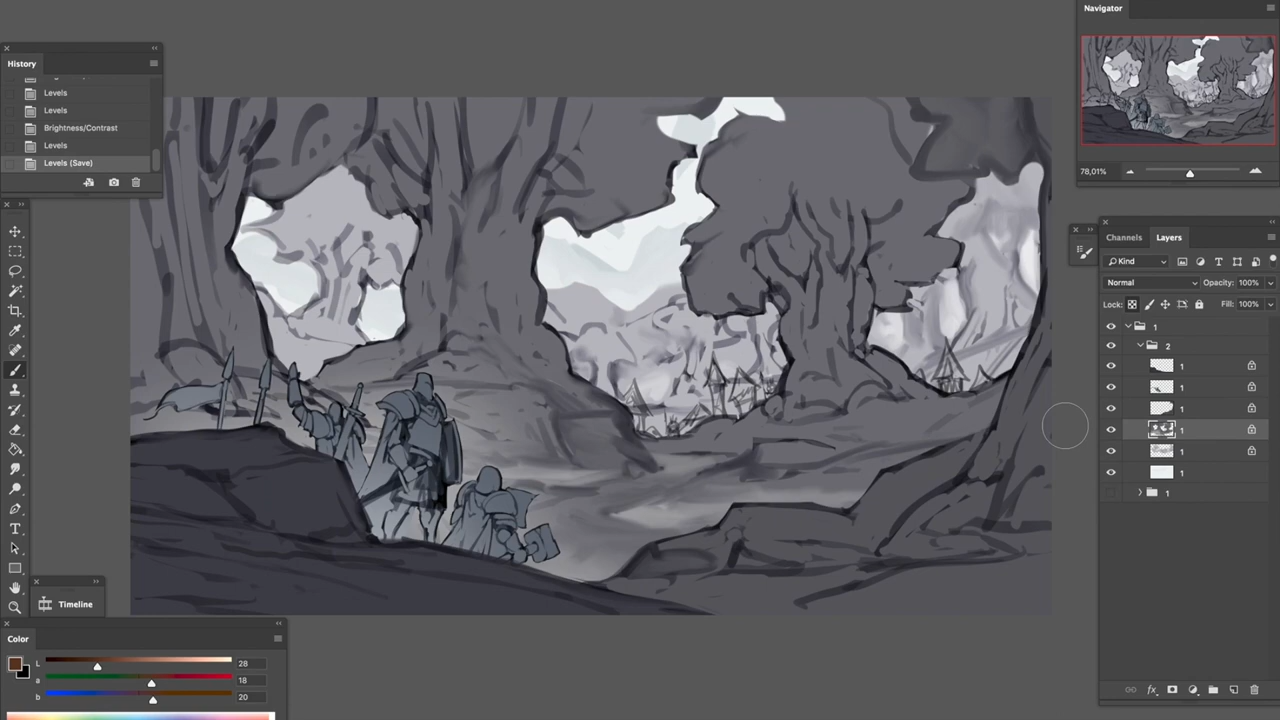 History
Levels
Levels
Brightness/Contrast
Levels
Levels (Save)
Timeline
Color
L 28
a 18
b 20
Navigator
78,01%
Channels Layers
Kind
Normal Opacity: 100%
Lock: Fill: 100%
1
2
1
1
1
1
1
1
1